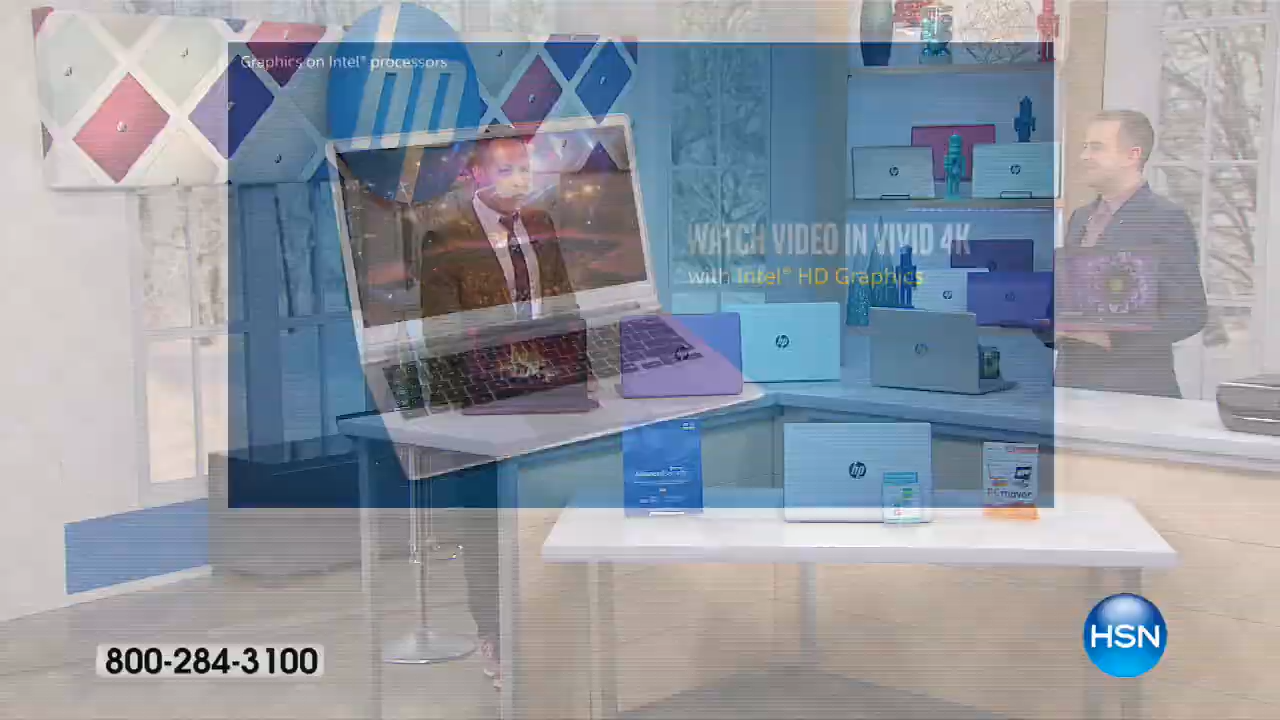 Graphics on Intel® processors
hp
WATCH VIDEO IN VIVID 4K
with Intel® HD Graphics
hp
hp
hp
PCmover
800-284-3100
HSN